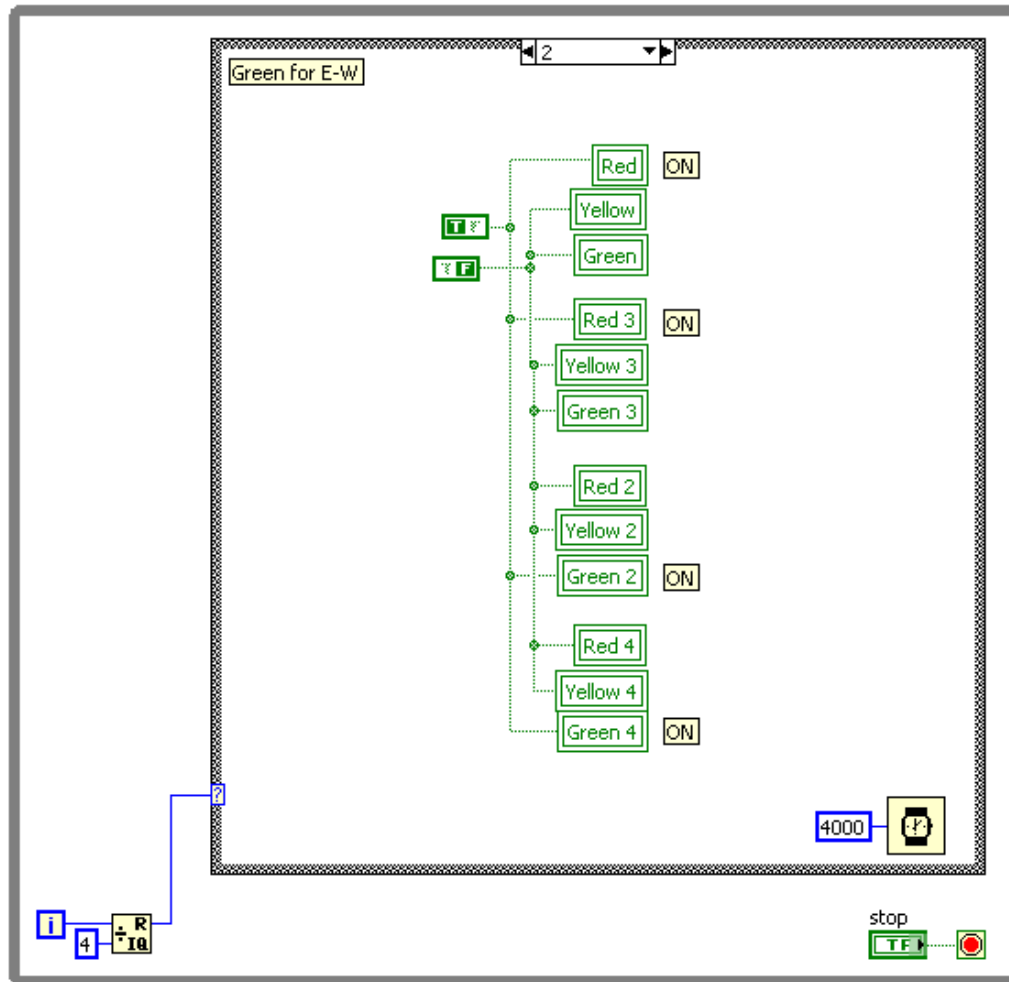 2
Green for E-W
Red ON
Yellow
T
Green
F
Red 3 ON
Yellow 3
Green 3
Red 2
Yellow 2
Green 2 ON
Red 4
Yellow 4
Green 4 ON
?
4000
i
R
4
IQ
stop
TF